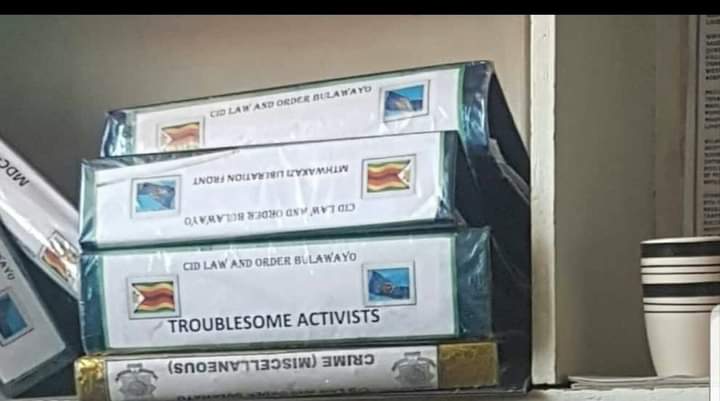 CID LAW AND ORDER BULAWAYO
MTHWAKAZI LIBERATION FRONT
CID LAW AND ORDER BULAWAYO
CID LAW AND ORDER BULAWAYO
TROUBLESOME ACTIVISTS
CRIME (MISCELLANEOUS)
MDC